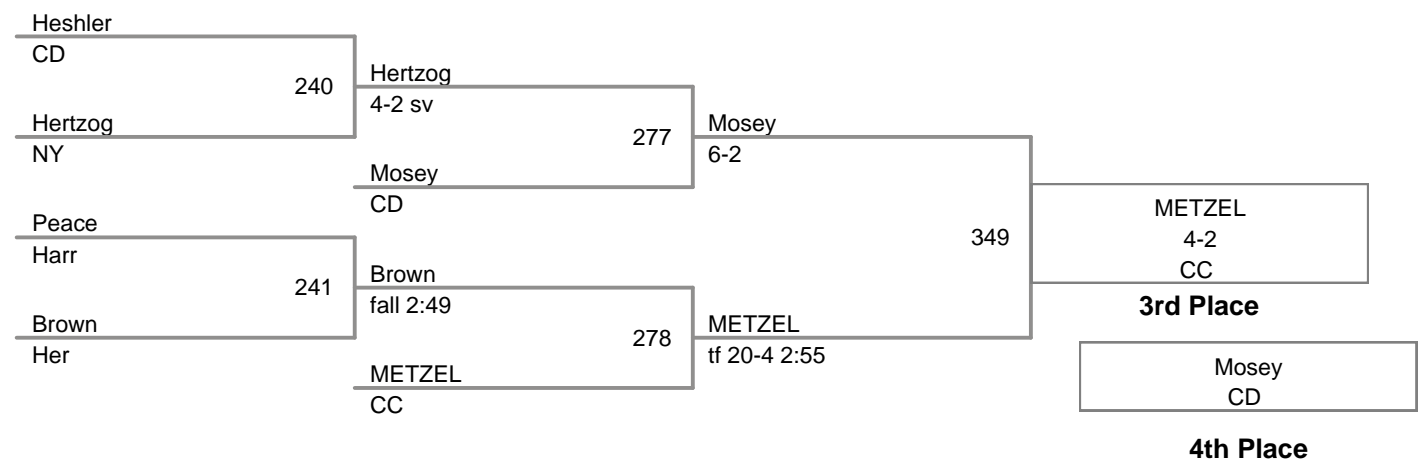 Heshler
CD
240
Hertzog
4-2 sv
Hertzog
NY
277
Mosey
6-2
Mosey
CD
Peace
Harr
349
METZEL
4-2
CC
241
Brown
fall 2:49
3rd Place
Brown
Her
278
METZEL
tf 20-4 2:55
METZEL
CC
Mosey
CD
4th Place